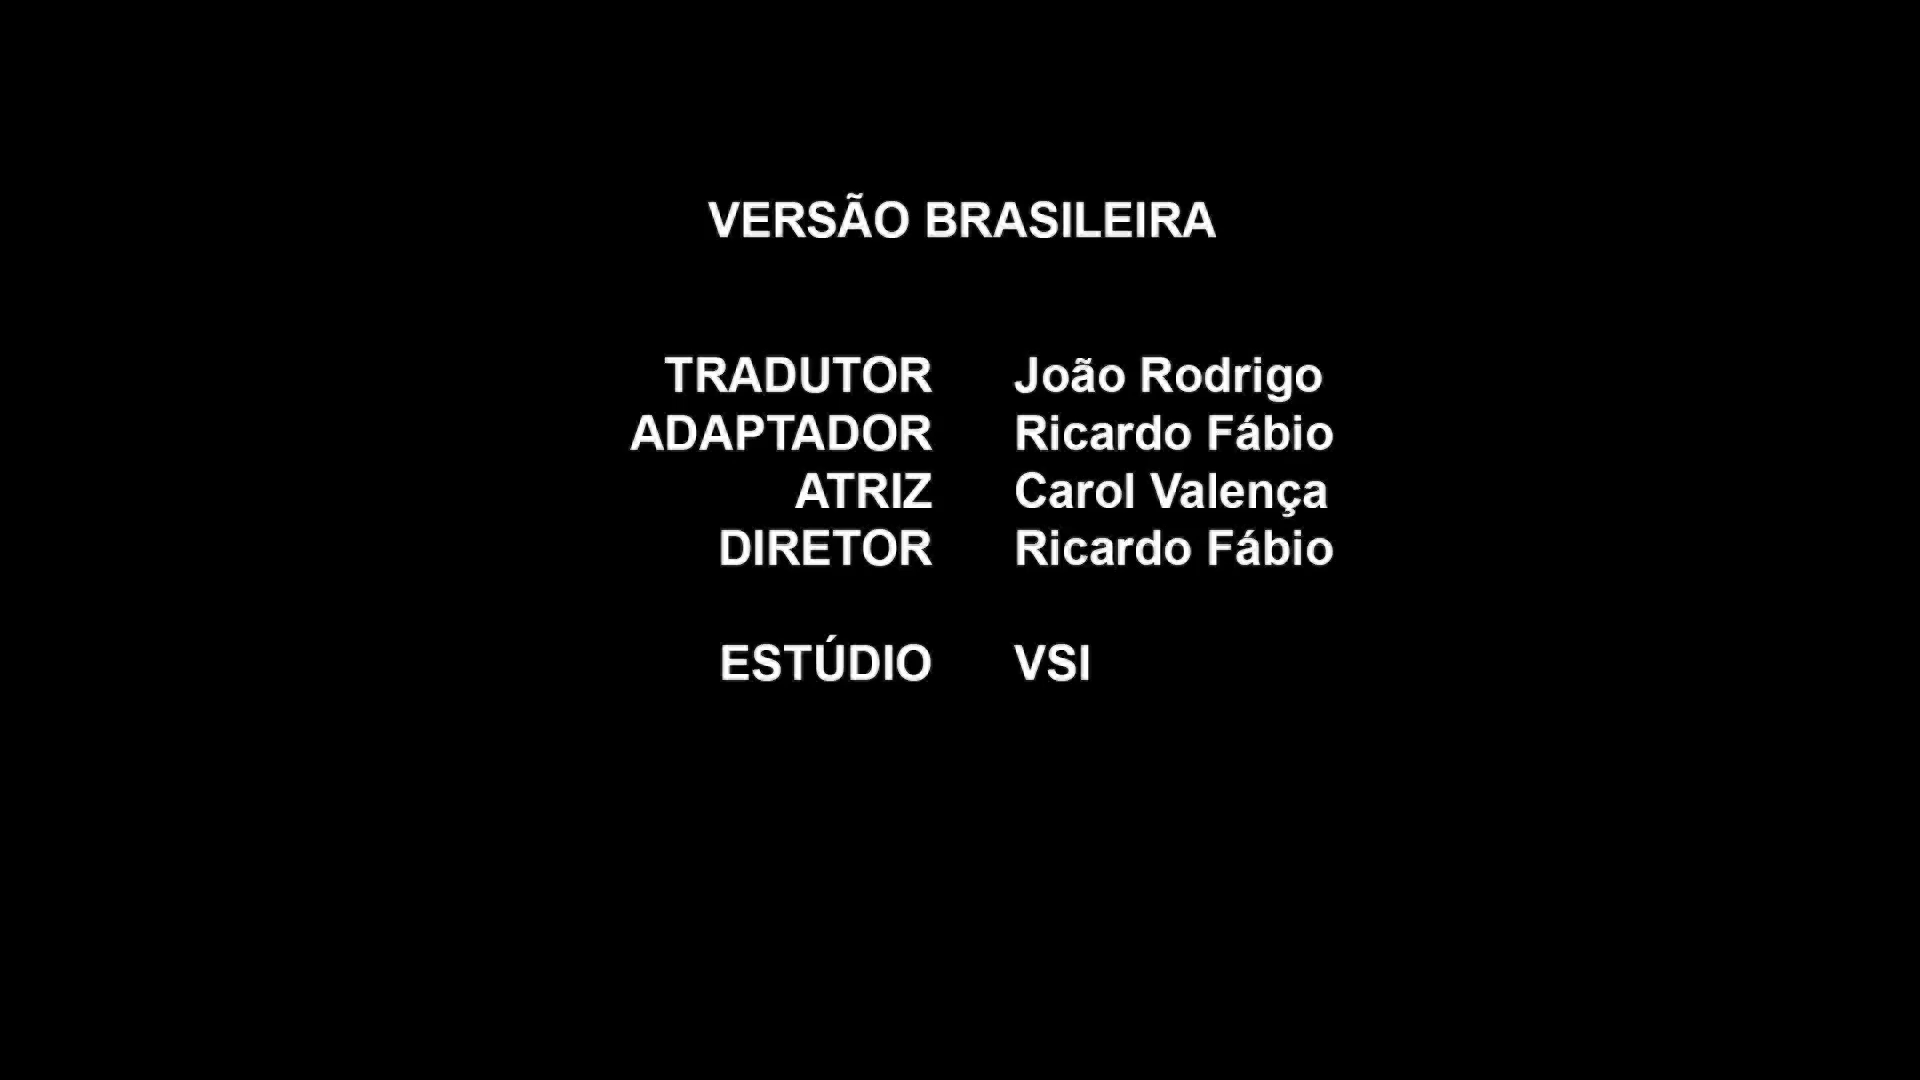 VERSÃO BRASILEIRA
TRADUTOR João Rodrigo
ADAPTADOR Ricardo Fábio
ATRIZ Carol Valença
DIRETOR Ricardo Fábio
ESTÚDIO VSI